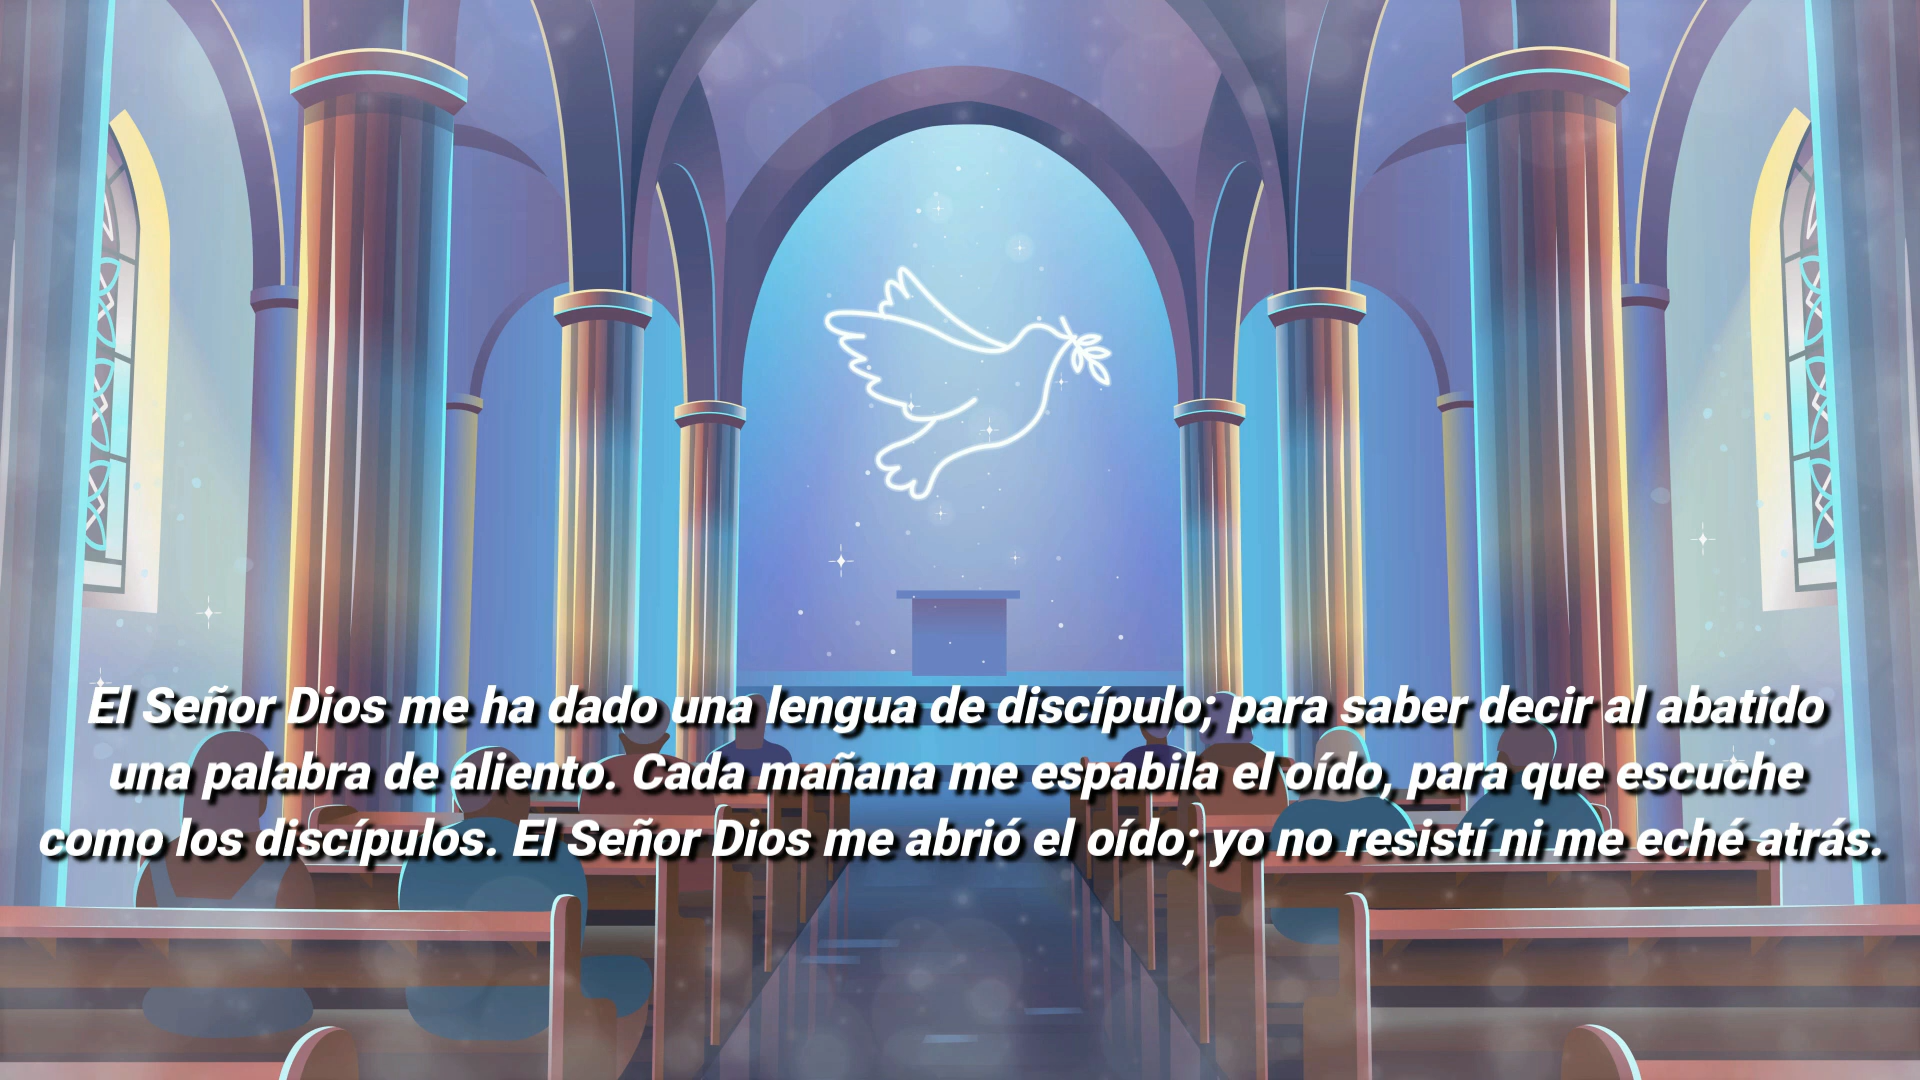 El Señor Dios me ha dado una lengua de discípulo; para saber decir al abatido
una palabra de aliento. Cada mañana me espabila el oído, para que escuche
como los discípulos. El Señor Dios me abrió el oído; yo no resistí ni me eché atrás.